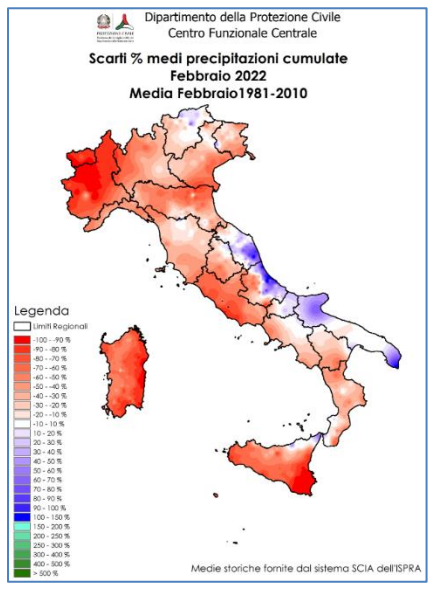 Dipartimento della Protezione Civile
Centro Funzionale Centrale
Scarti % medi precipitazioni cumulate
Febbraio 2022
Media Febbraio1981-2010
Legenda
Limiti Regionali
-100 - -90 %
-90 - -80 %
-80 - -70 %
-70 - -60 %
-60 - -50 %
-50 - -40 %
-40 - -30 %
-30 - -20 %
-20 - -10 %
-10 - 10 %
10 - 20 %
20 - 30 %
30 - 40 %
40 - 50 %
50 - 60 %
60 - 70 %
70 - 80 %
80 - 90 %
90 - 100 %
100 - 150 %
150 - 200 %
200 - 250 %
250 - 300 %
300 - 400 %
400 - 500 %
> 500 %
Medie storiche fornite dal sistema SCIA dell'ISPRA